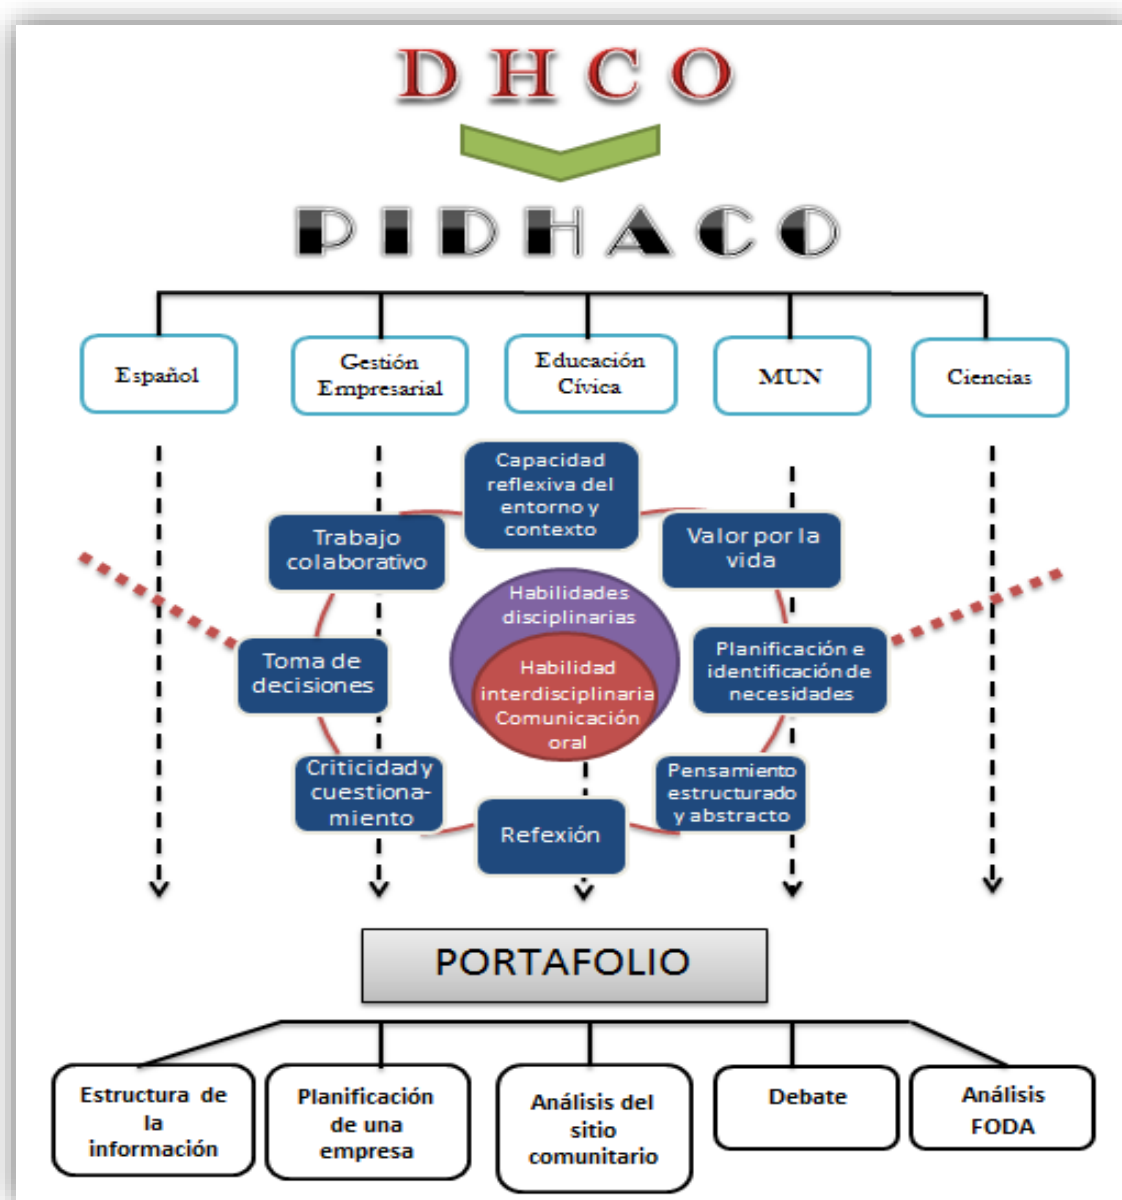 DHCO
PIDHACO
Español
Gestión
Empresarial
Educación
Cívica
MUN
Ciencias
Capacidad
reflexiva del
entorno y
contexto
Trabajo
colaborativo
Valor por la
vida
Habilidades
disciplinarias
Toma de
decisiones
Habilidad
interdisciplinaria
Comunicación
oral
Planificación e
identificación de
necesidades
Criticidad y
cuestiona-
miento
Refexión
Pensamiento
estructurado
y abstracto
PORTAFOLIO
Estructura de
la
información
Planificación
de una
empresa
Análisis del
sitio
comunitario
Debate
Análisis
FODA